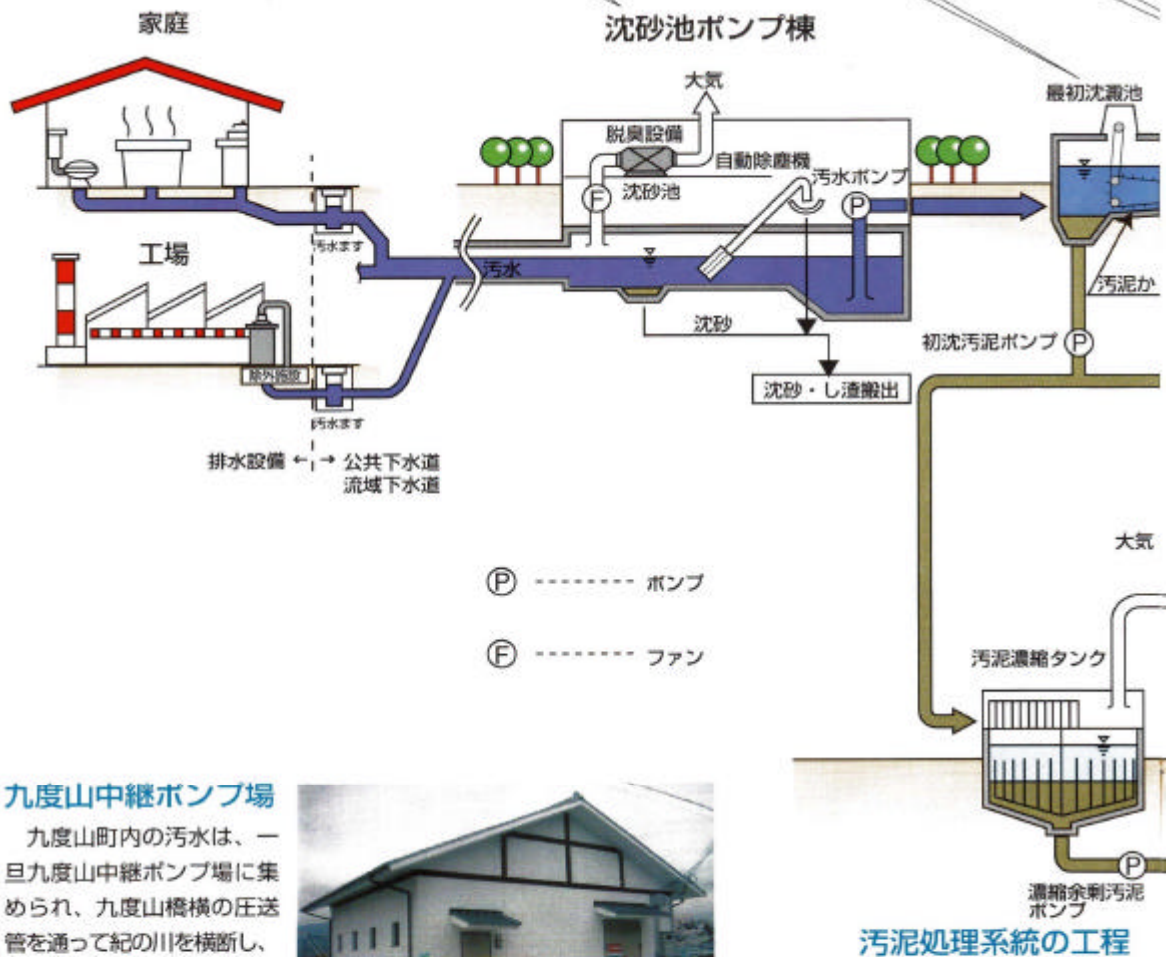 家庭
沈砂池ポンプ棟
大気
最初沈澱池
脱臭設備
自動除塵機
汚水ポンプ
沈砂池
F
P
汚水ます
工場
汚水
汚泥か
沈砂
初沈汚泥ポンプ
P
除外施設
沈砂・し渣搬出
汚水ます
排水設備 ← → 公共下水道
流域下水道
大気
P -------- ポンプ
F -------- ファン
汚泥濃縮タンク
九度山中継ポンプ場
九度山町内の汚水は、一
旦九度山中継ポンプ場に集
められ、九度山橋横の圧送
管を通って紀の川を横断し、
P
濃縮余剰汚泥
ポンプ
汚泥処理系統の工程